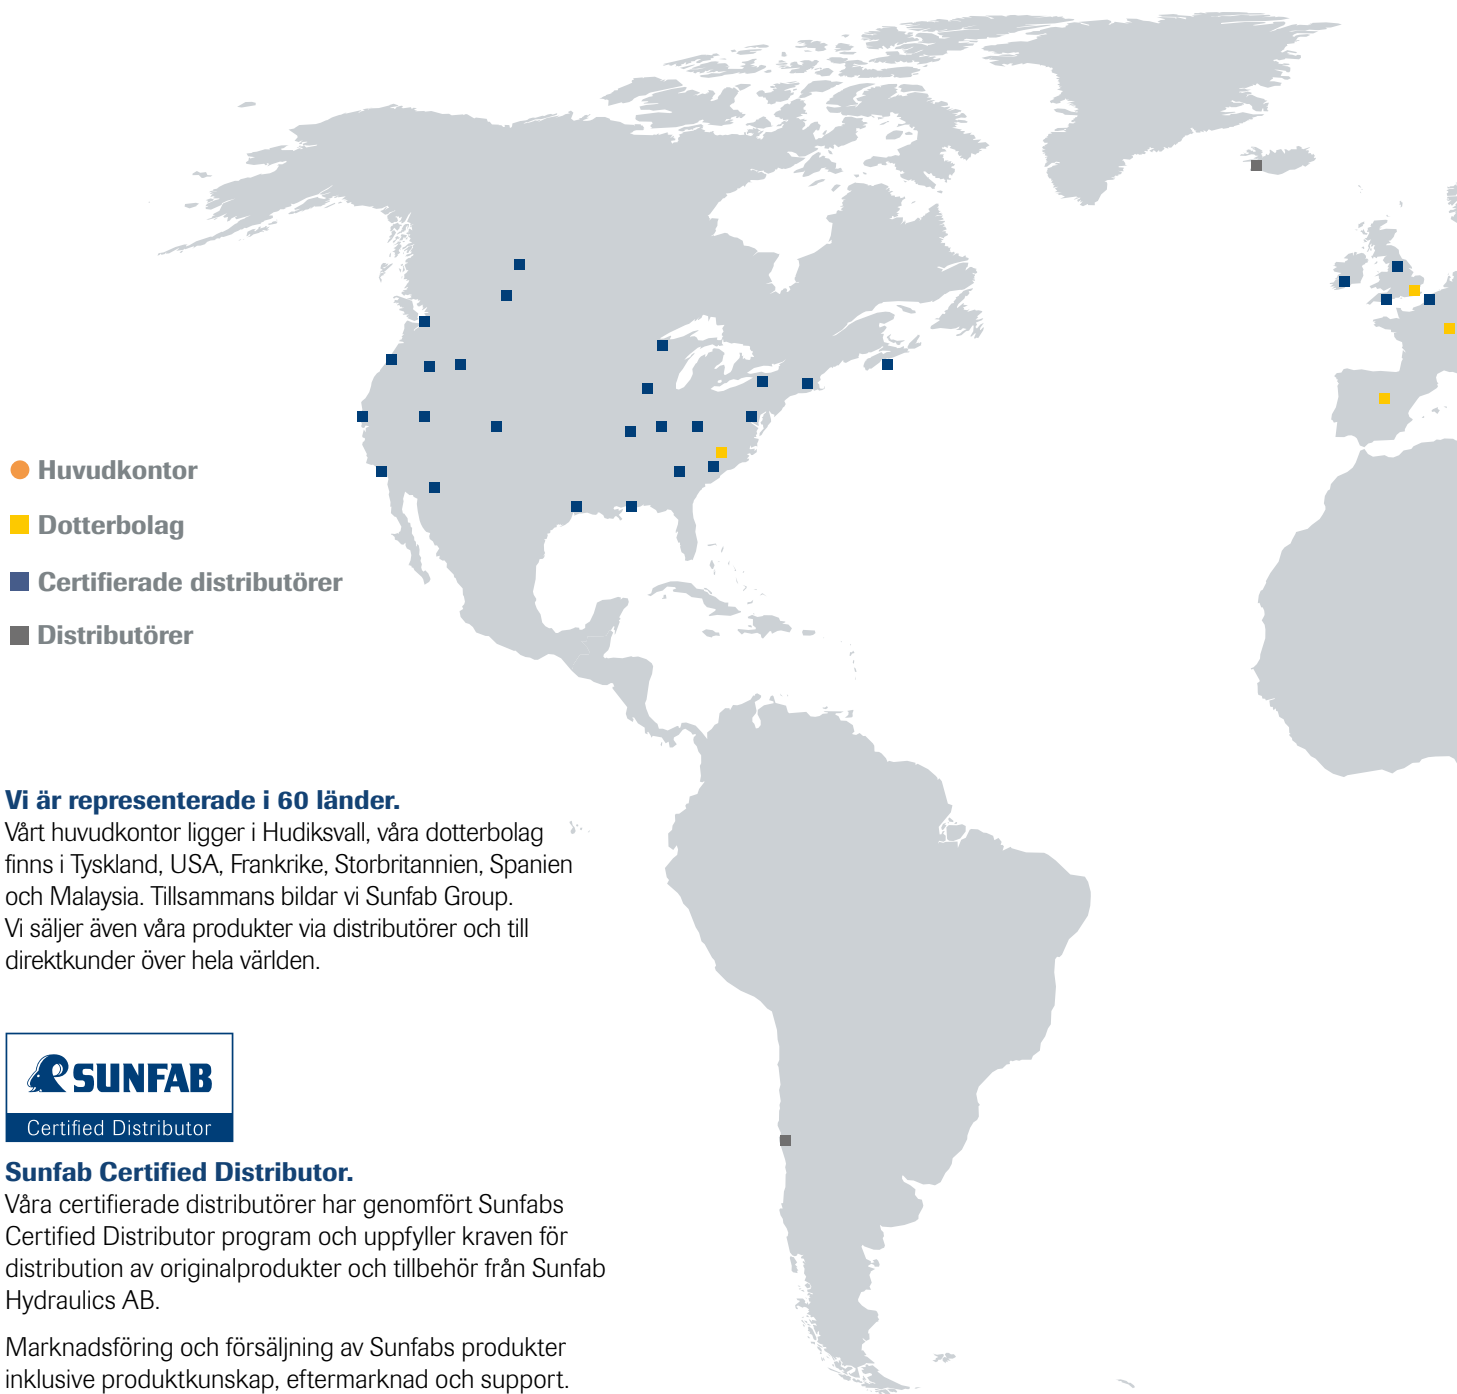 Huvudkontor
Dotterbolag
Certifierade distributörer
Distributörer
Vi är representerade i 60 länder.
Vårt huvudkontor ligger i Hudiksvall, våra dotterbolag
finns i Tyskland, USA, Frankrike, Storbritannien, Spanien
och Malaysia. Tillsammans bildar vi Sunfab Group.
Vi säljer även våra produkter via distributörer och till
direktkunder över hela världen.
SUNFAB
Certified Distributor
Sunfab Certified Distributor.
Våra certifierade distributörer har genomfört Sunfabs
Certified Distributor program och uppfyller kraven för
distribution av originalprodukter och tillbehör från Sunfab
Hydraulics AB.
Marknadsföring och försäljning av Sunfabs produkter
inklusive produktkunskap, eftermarknad och support.